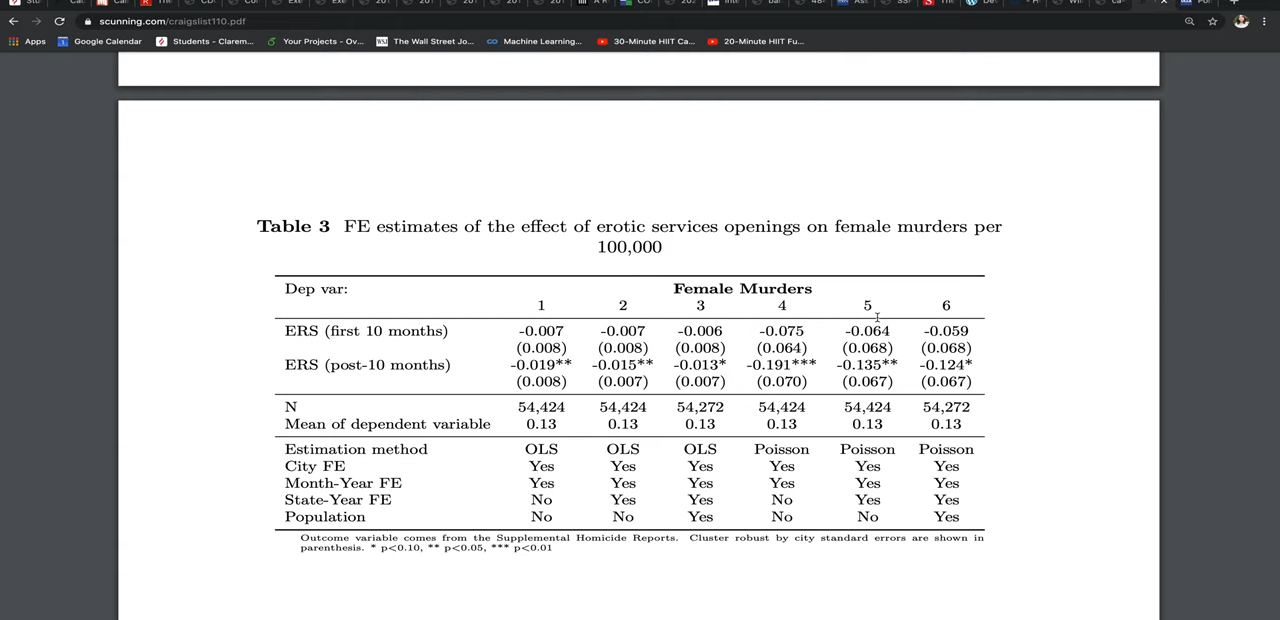 scunning.com/craigslist110.pdf
Apps Google Calendar Students - Clarem... Your Projects - Ov... WSJ The Wall Street Jo... Machine Learning... 30-Minute HIIT Ca... 20-Minute HIIT Fu...
Table 3 FE estimates of the effect of erotic services openings on female murders per
100,000
Dep var: Female Murders
1 2 3 4 5 6
ERS (first 10 months) -0.007 -0.007 -0.006 -0.075 -0.064 -0.059
(0.008) (0.008) (0.008) (0.064) (0.068) (0.068)
ERS (post-10 months) -0.019** -0.015** -0.013* -0.191*** -0.135** -0.124*
(0.008) (0.007) (0.007) (0.070) (0.067) (0.067)
N 54,424 54,424 54,272 54,424 54,424 54,272
Mean of dependent variable 0.13 0.13 0.13 0.13 0.13 0.13
Estimation method OLS OLS OLS Poisson Poisson Poisson
City FE Yes Yes Yes Yes Yes Yes
Month-Year FE Yes Yes Yes Yes Yes Yes
State-Year FE No Yes Yes No Yes Yes
Population No No Yes No No Yes
Outcome variable comes from the Supplemental Homicide Reports. Cluster robust by city standard errors are shown in
parenthesis. * p<0.10, ** p<0.05, *** p<0.01